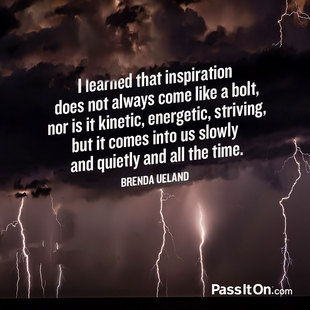 I learned that inspiration
does not always come like a bolt,
nor is it kinetic, energetic, striving,
but it comes into us slowly
and quietly and all the time.
BRENDA UELAND
PassItOn.com